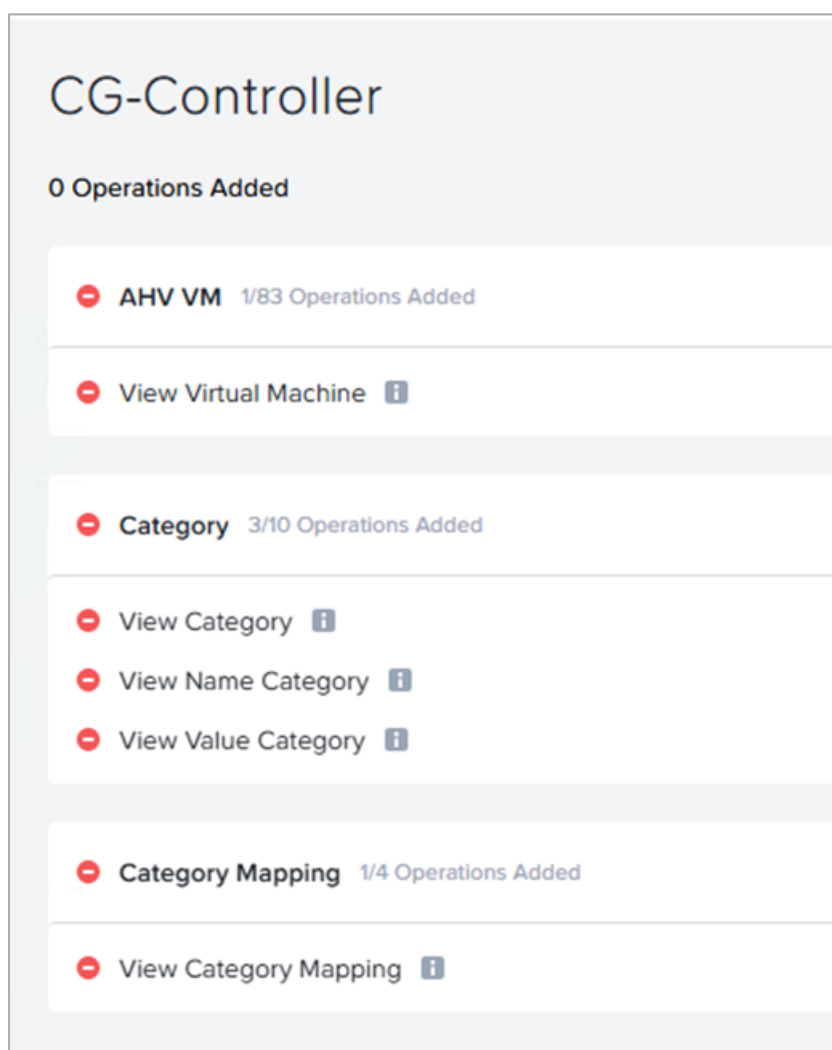 CG-Controller
0 Operations Added
AHV VM 1/83 Operations Added
View Virtual Machine
Category 3/10 Operations Added
View Category
View Name Category
View Value Category
Category Mapping 1/4 Operations Added
View Category Mapping